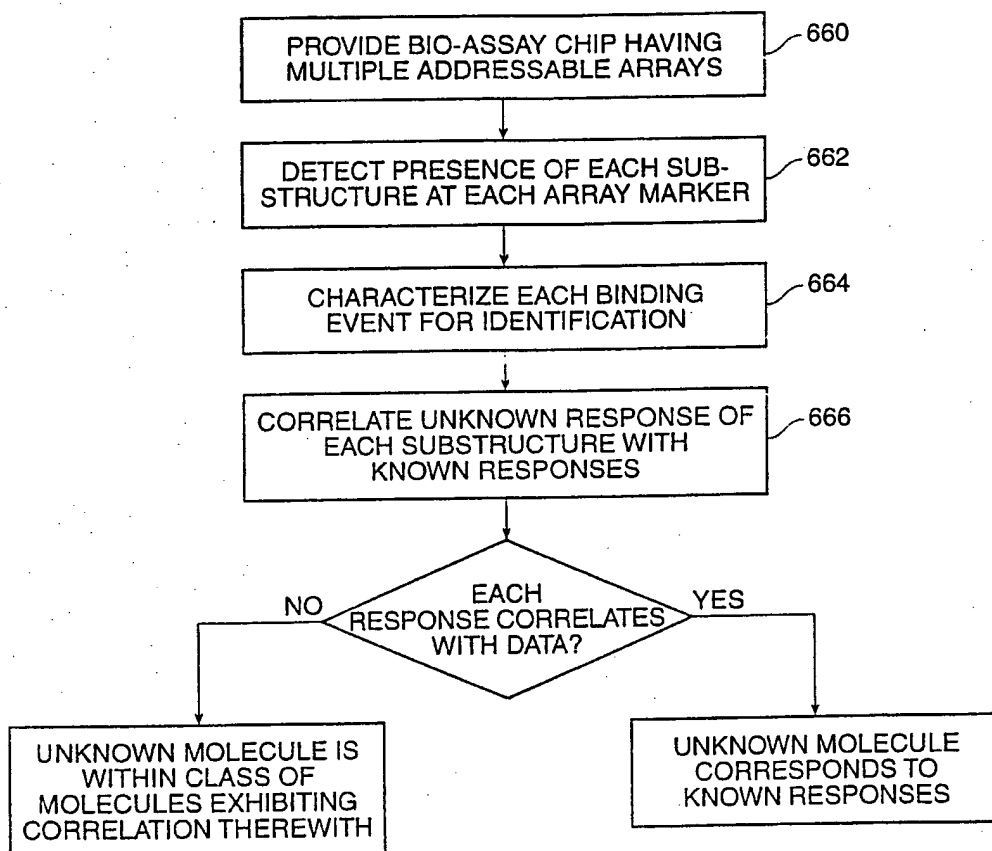 PROVIDE BIO-ASSAY CHIP HAVING
MULTIPLE ADDRESSABLE ARRAYS
660
DETECT PRESENCE OF EACH SUB-
STRUCTURE AT EACH ARRAY MARKER
662
CHARACTERIZE EACH BINDING
EVENT FOR IDENTIFICATION
664
CORRELATE UNKNOWN RESPONSE OF
EACH SUBSTRUCTURE WITH
KNOWN RESPONSES
666
EACH
RESPONSE CORRELATES
WITH DATA?
NO
YES
UNKNOWN MOLECULE IS
WITHIN CLASS OF
MOLECULES EXHIBITING
CORRELATION THEREWITH
UNKNOWN MOLECULE
CORRESPONDS TO
KNOWN RESPONSES